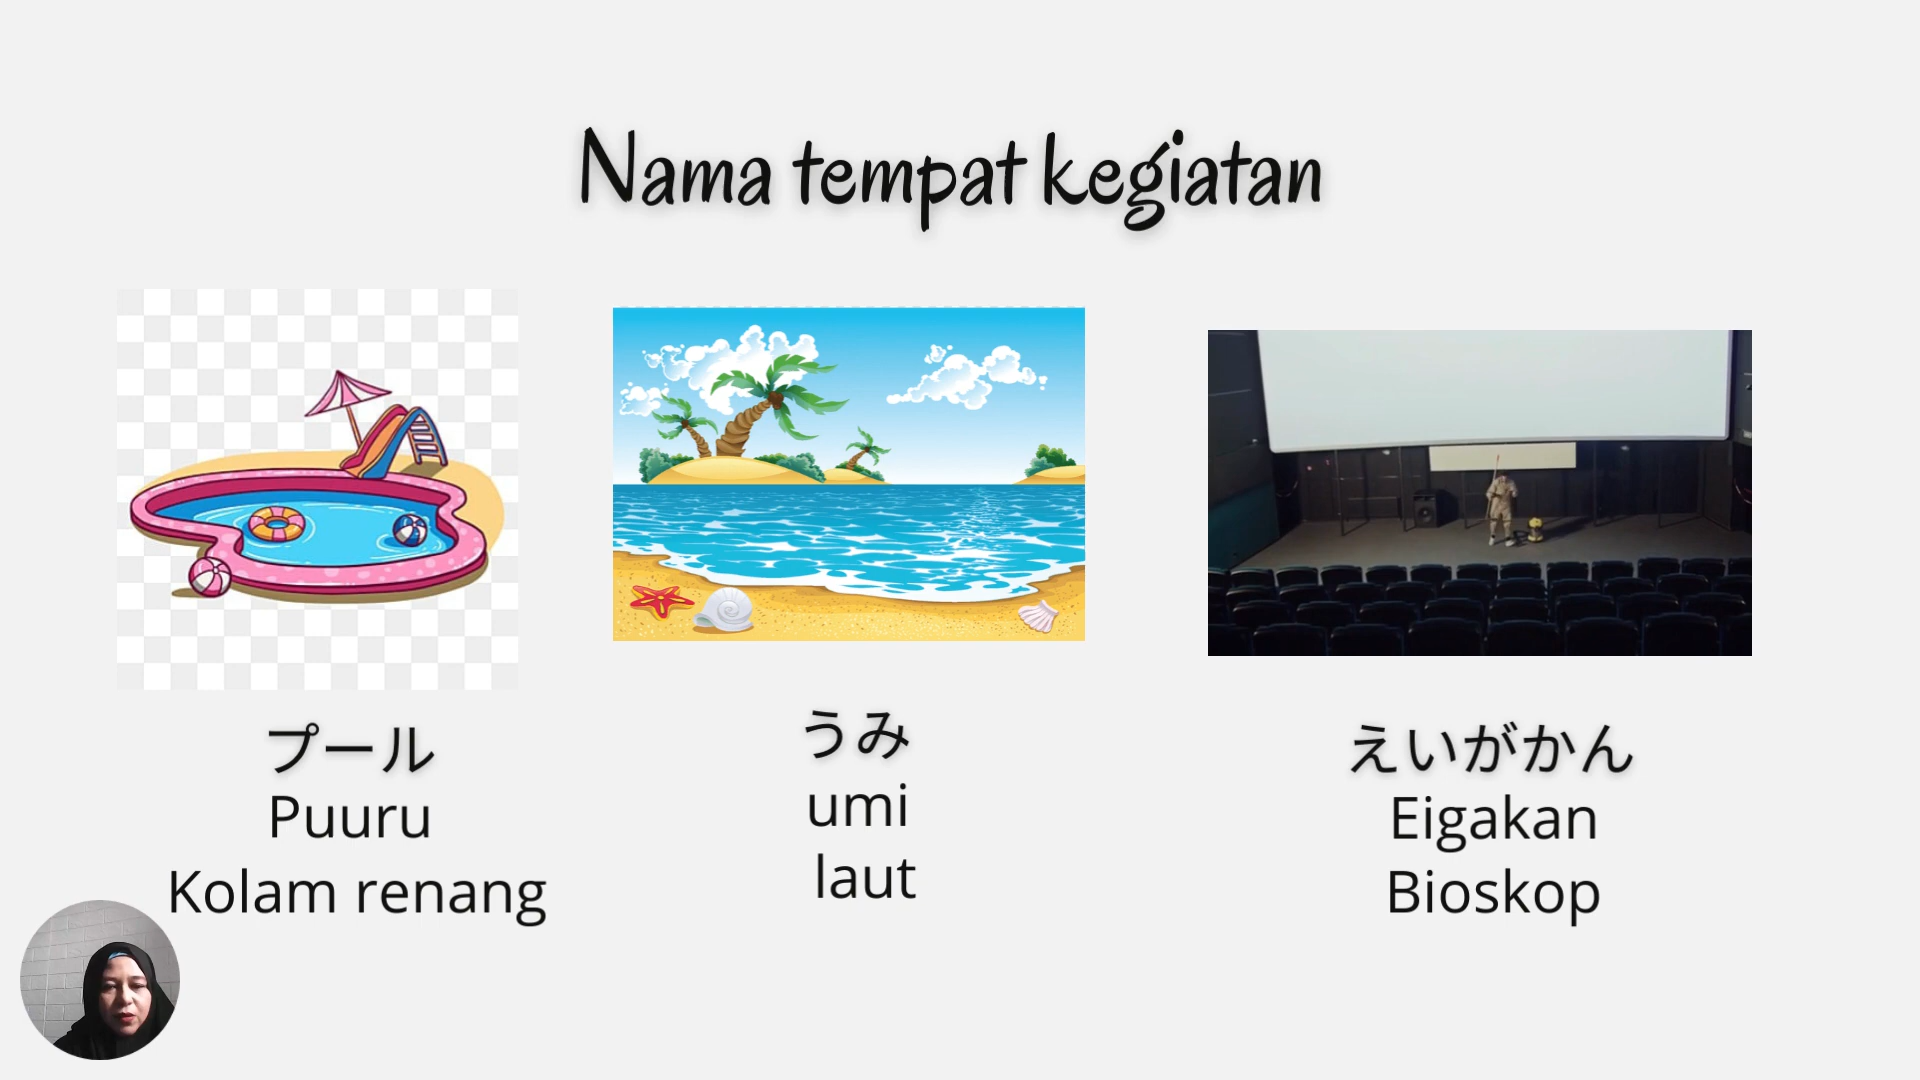 Nama tempat kegiatan
プール
Puuru
Kolam renang
うみ
umi
laut
えいがかん
Eigakan
Bioskop